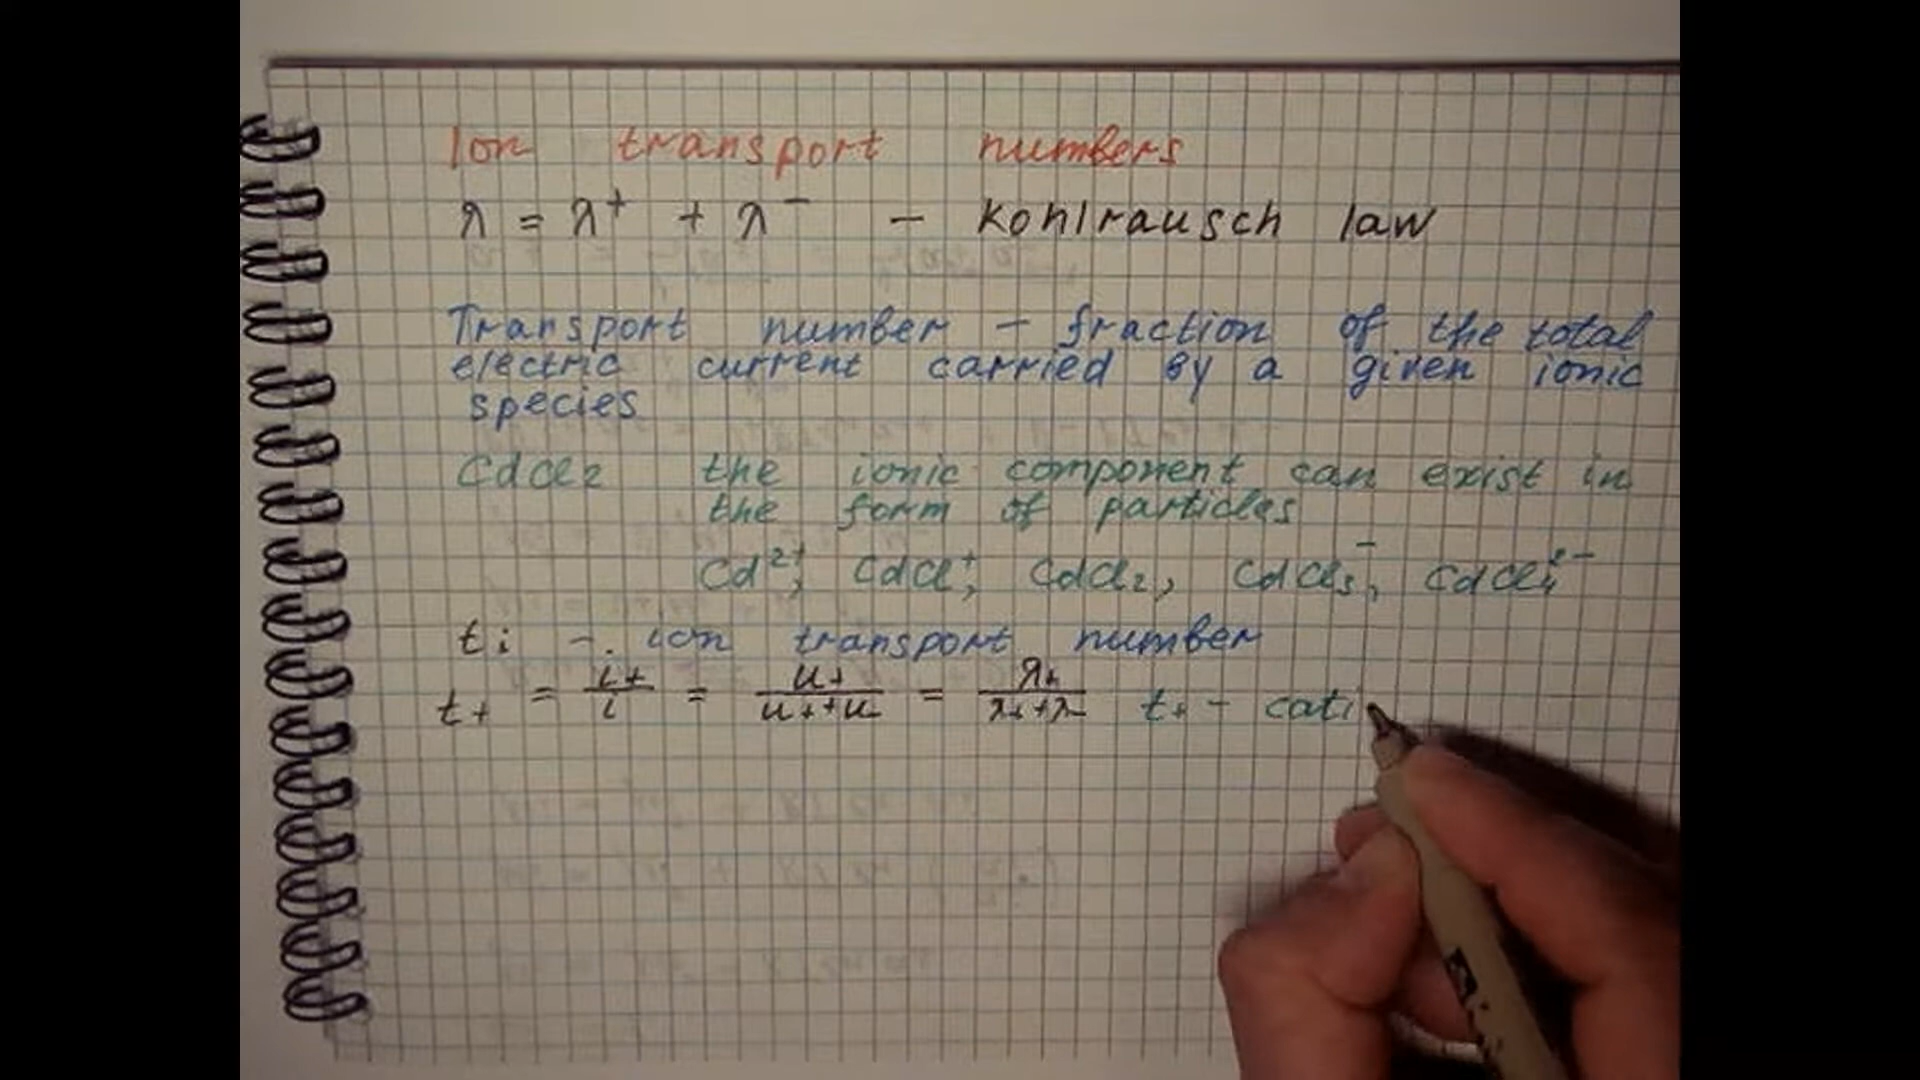 Ion transport numbers
λ = λ⁺ + λ⁻ - Kohlrausch law
Transport number - fraction of the total
electric current carried by a given ionic
species
CdCl₂ the ionic component can exist in
the form of particles
Cd²⁺, CdCl⁺, CdCl₂, CdCl₃⁻, CdCl₄²⁻
ti - ion transport number
t₊ = i₊/i = u₊/(u₊+u₋) = λ₊/(λ₊+λ₋) t₊ - cati